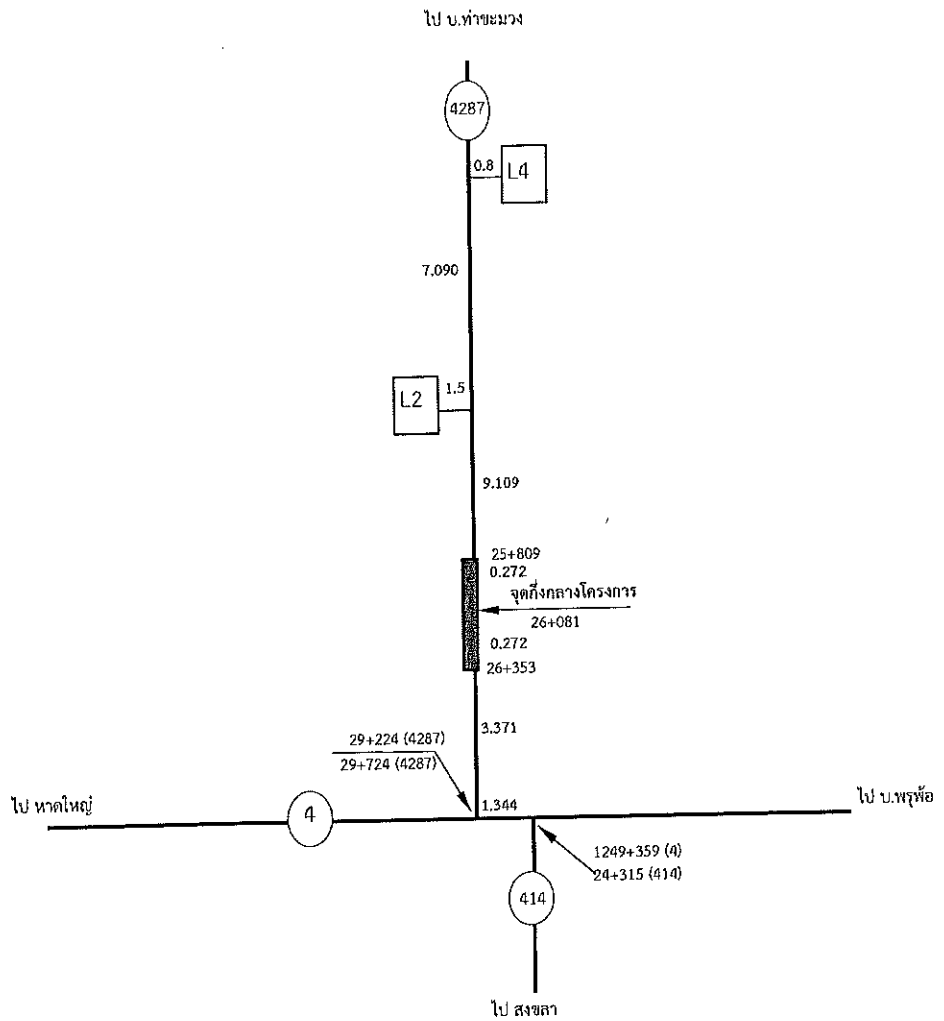 ไป บ.ท่าชะมวง
4287
0.8
L4
7.090
1.5
L2
9.109
25+809
0.272
จุดกึ่งกลางโครงการ
26+081
0.272
26+353
3.371
29+224 (4287)
29+724 (4287)
ไป หาดใหญ่
4
1.344
ไป บ.พรุพ้อ
1249+359 (4)
24+315 (414)
414
ไป สงขลา